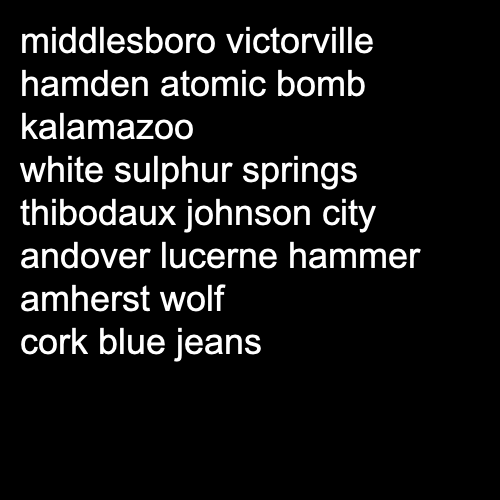 middlesboro victorville
hamden atomic bomb
kalamazoo
white sulphur springs
thibodaux johnson city
andover lucerne hammer
amherst wolf
cork blue jeans